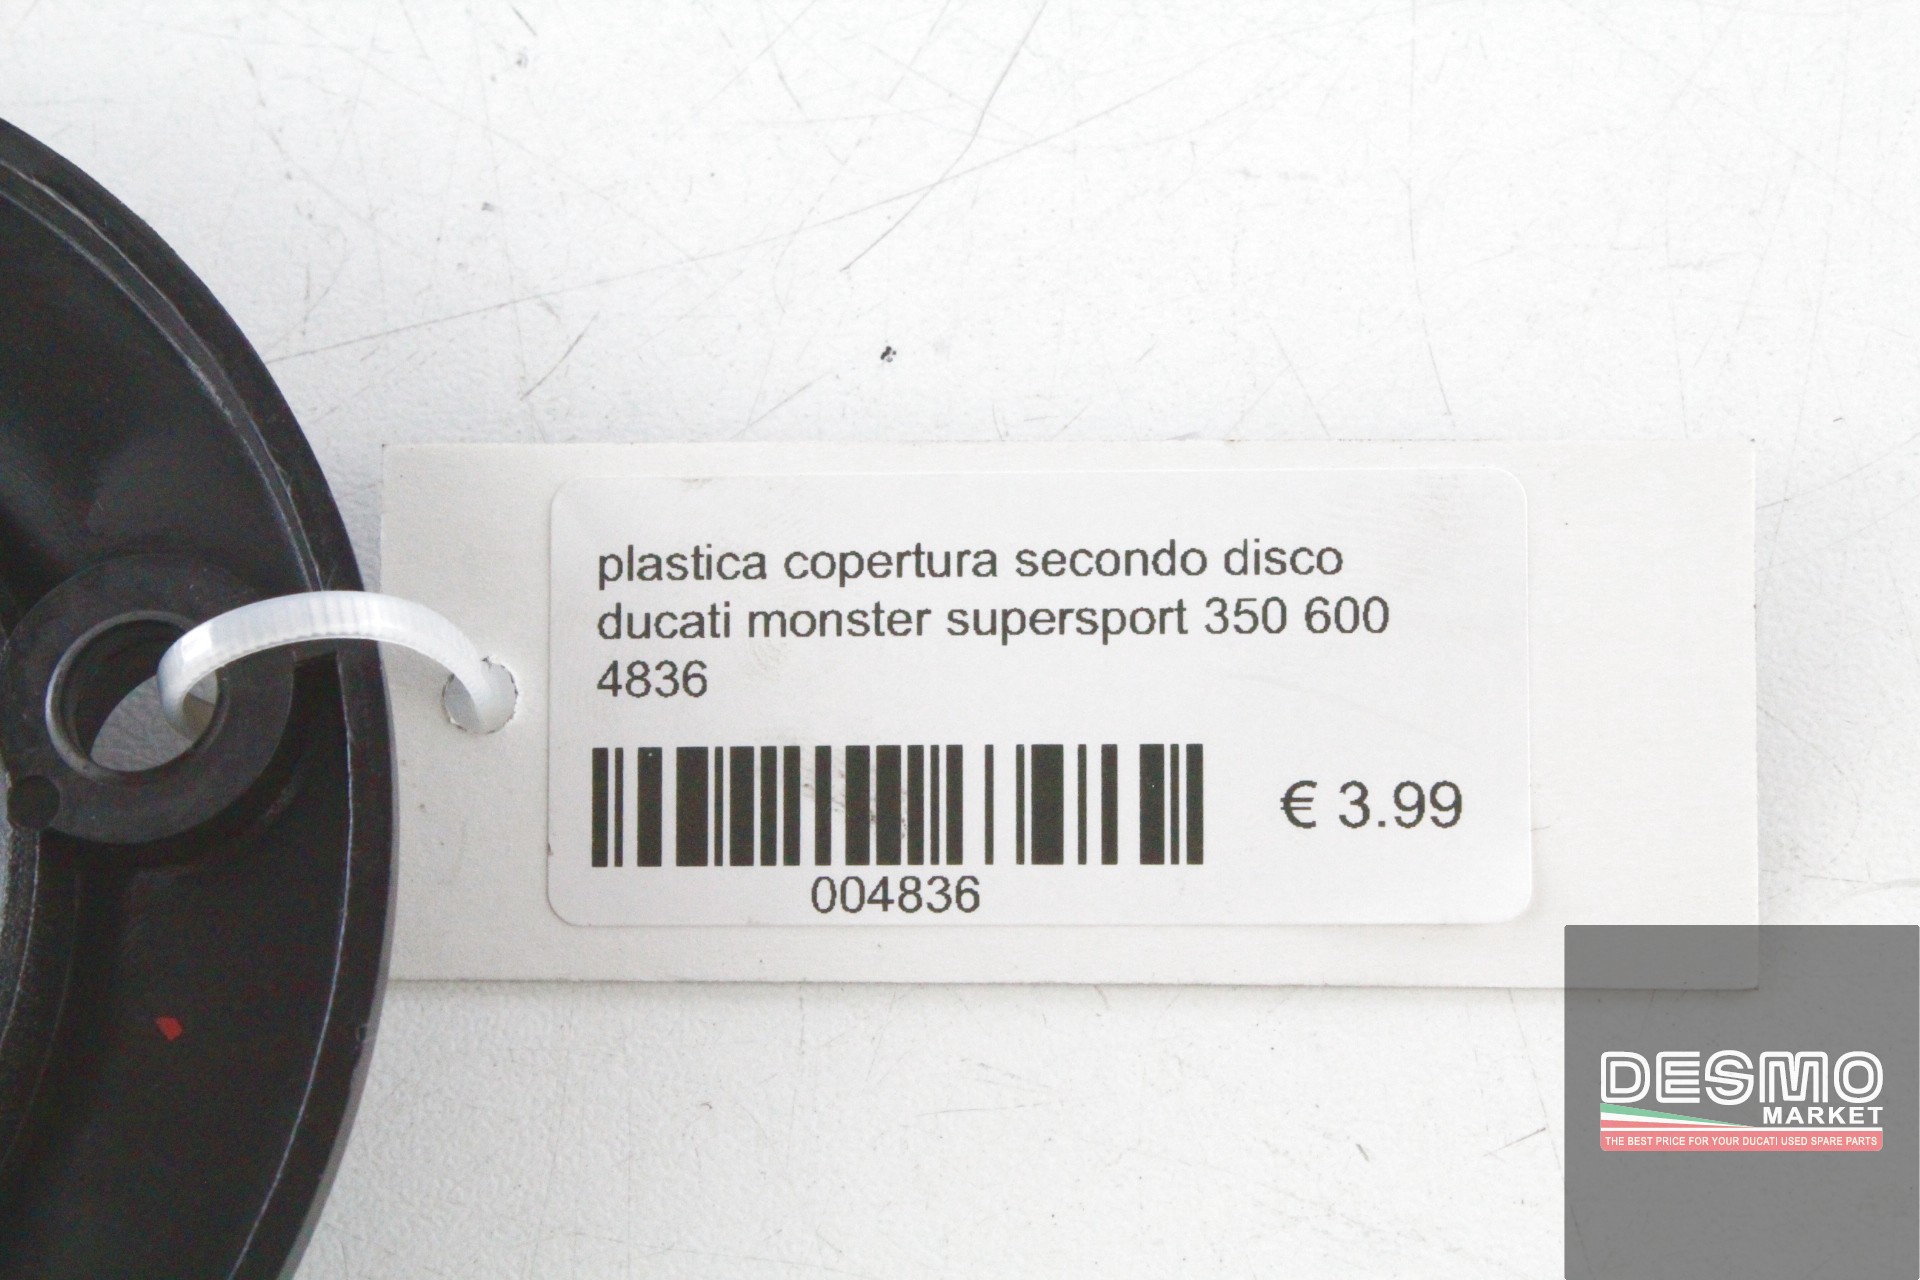 plastica copertura secondo disco
ducati monster supersport 350 600
4836
€ 3.99
004836
DESMO
MARKET
THE BEST PRICE FOR YOUR DUCATI USED SPARE PARTS